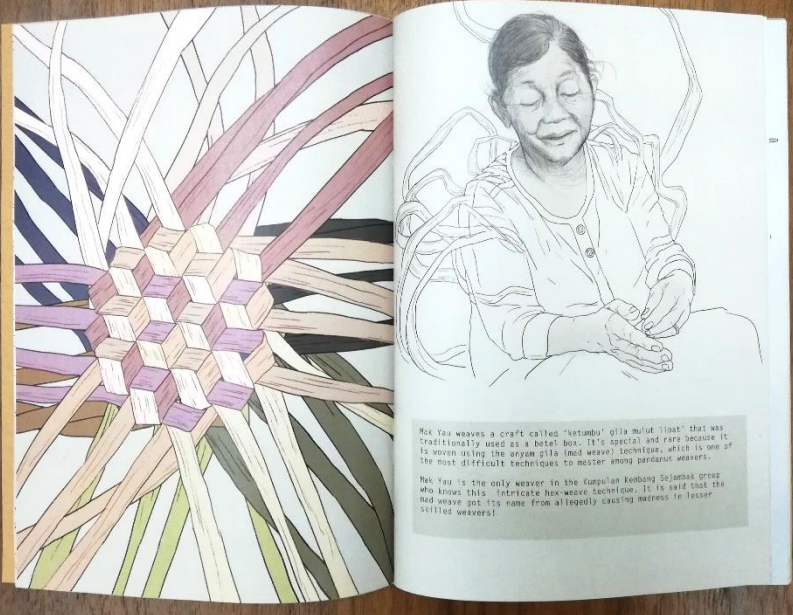 Mak Yau weaves a craft called 'ketumbu' gila mulut lipat' that was
traditionally used as a betel box. It's special and rare because it
is woven using the anyam gila (mad weave) technique, which is one of
the most difficult techniques to master among pandanus weavers.
Mak Yau is the only weaver in the Kumpulan Kembang Sejambak group
who knows this intricate hex-weave technique. It is said that the
mad weave got its name from allegedly causing madness in lesser
skilled weavers!